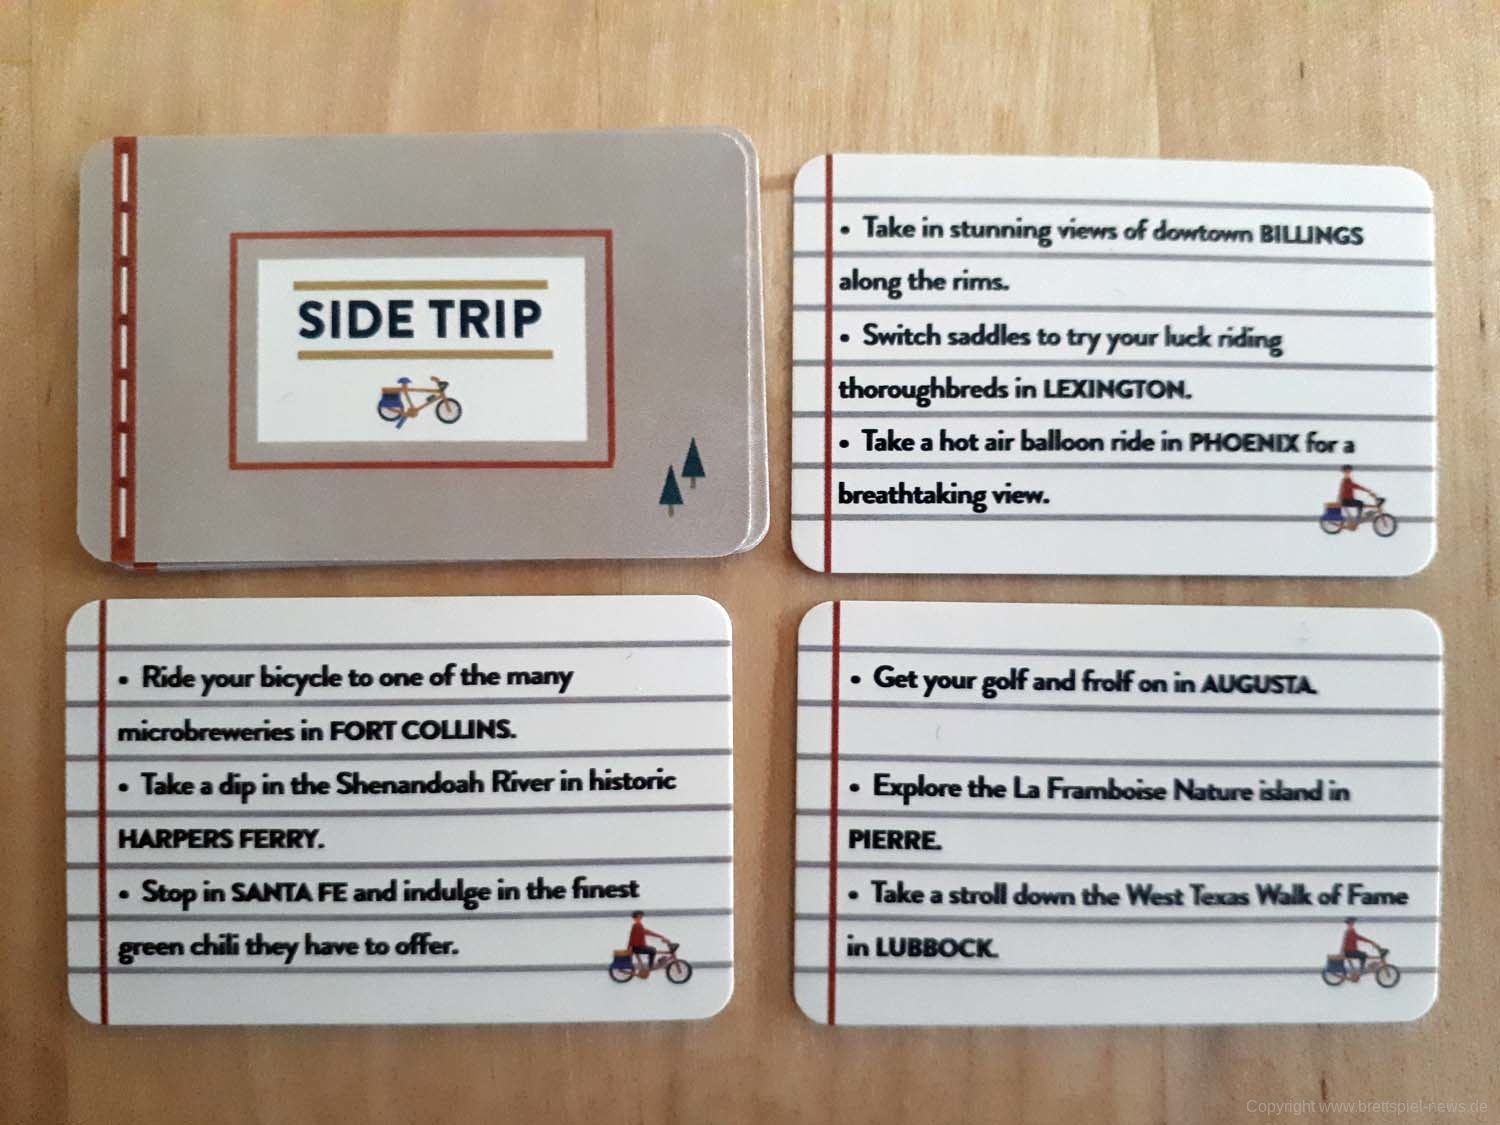 SIDE TRIP
• Take in stunning views of dowtown BILLINGS
along the rims.
• Switch saddles to try your luck riding
thoroughbreds in LEXINGTON.
• Take a hot air balloon ride in PHOENIX for a
breathtaking view.
• Ride your bicycle to one of the many
microbreweries in FORT COLLINS.
• Take a dip in the Shenandoah River in historic
HARPERS FERRY.
• Stop in SANTA FE and indulge in the finest
green chili they have to offer.
• Get your golf and frolf on in AUGUSTA.
• Explore the La Framboise Nature island in
PIERRE.
• Take a stroll down the West Texas Walk of Fame
in LUBBOCK.
Copyright www.brettspiel-news.de